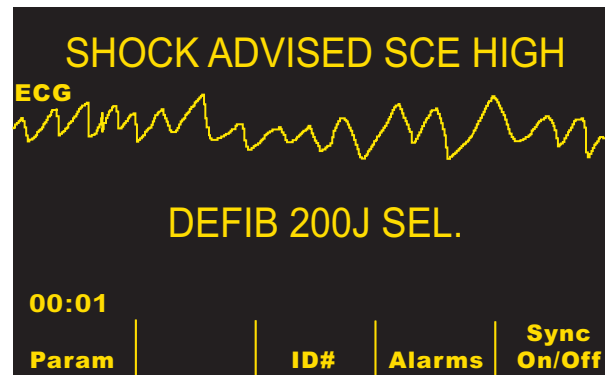 SHOCK ADVISED SCE HIGH
ECG
DEFIB 200J SEL.
00:01
Param ID# Alarms Sync On/Off